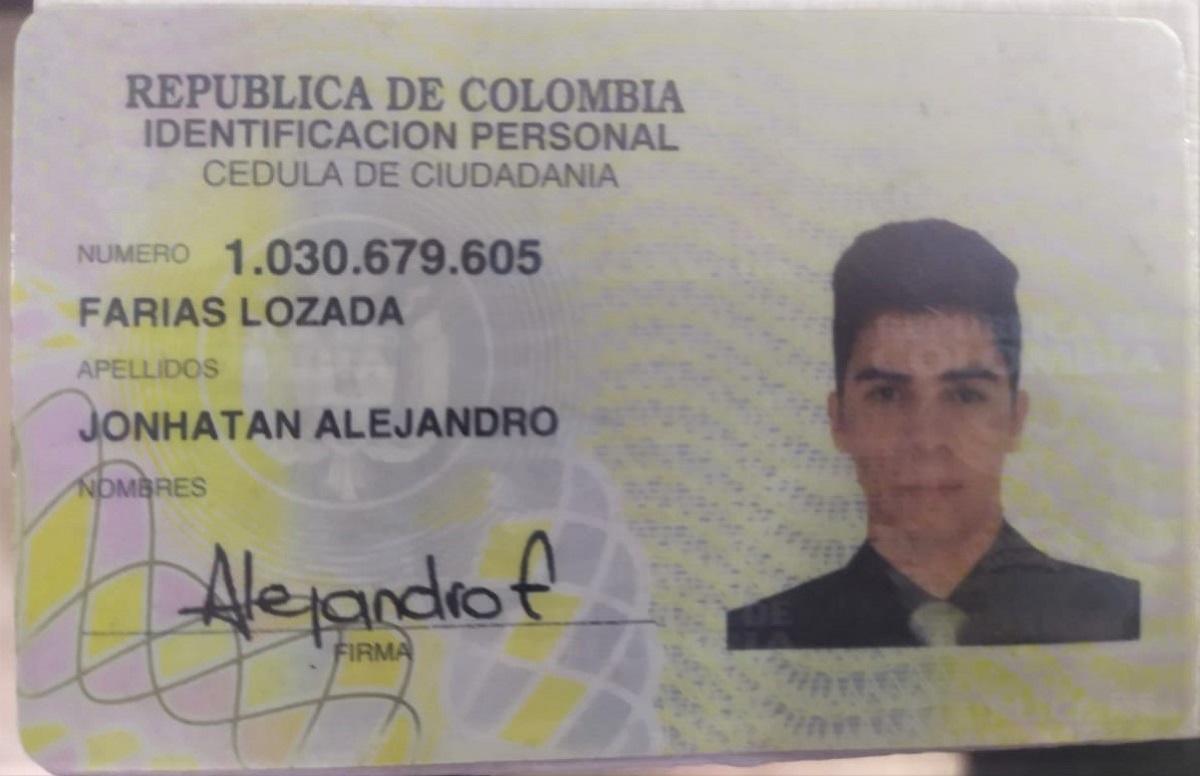 REPUBLICA DE COLOMBIA
IDENTIFICACION PERSONAL
CEDULA DE CIUDADANIA
NUMERO 1.030.679.605
FARIAS LOZADA
APELLIDOS
JONHATAN ALEJANDRO
NOMBRES
Alejandro f
FIRMA